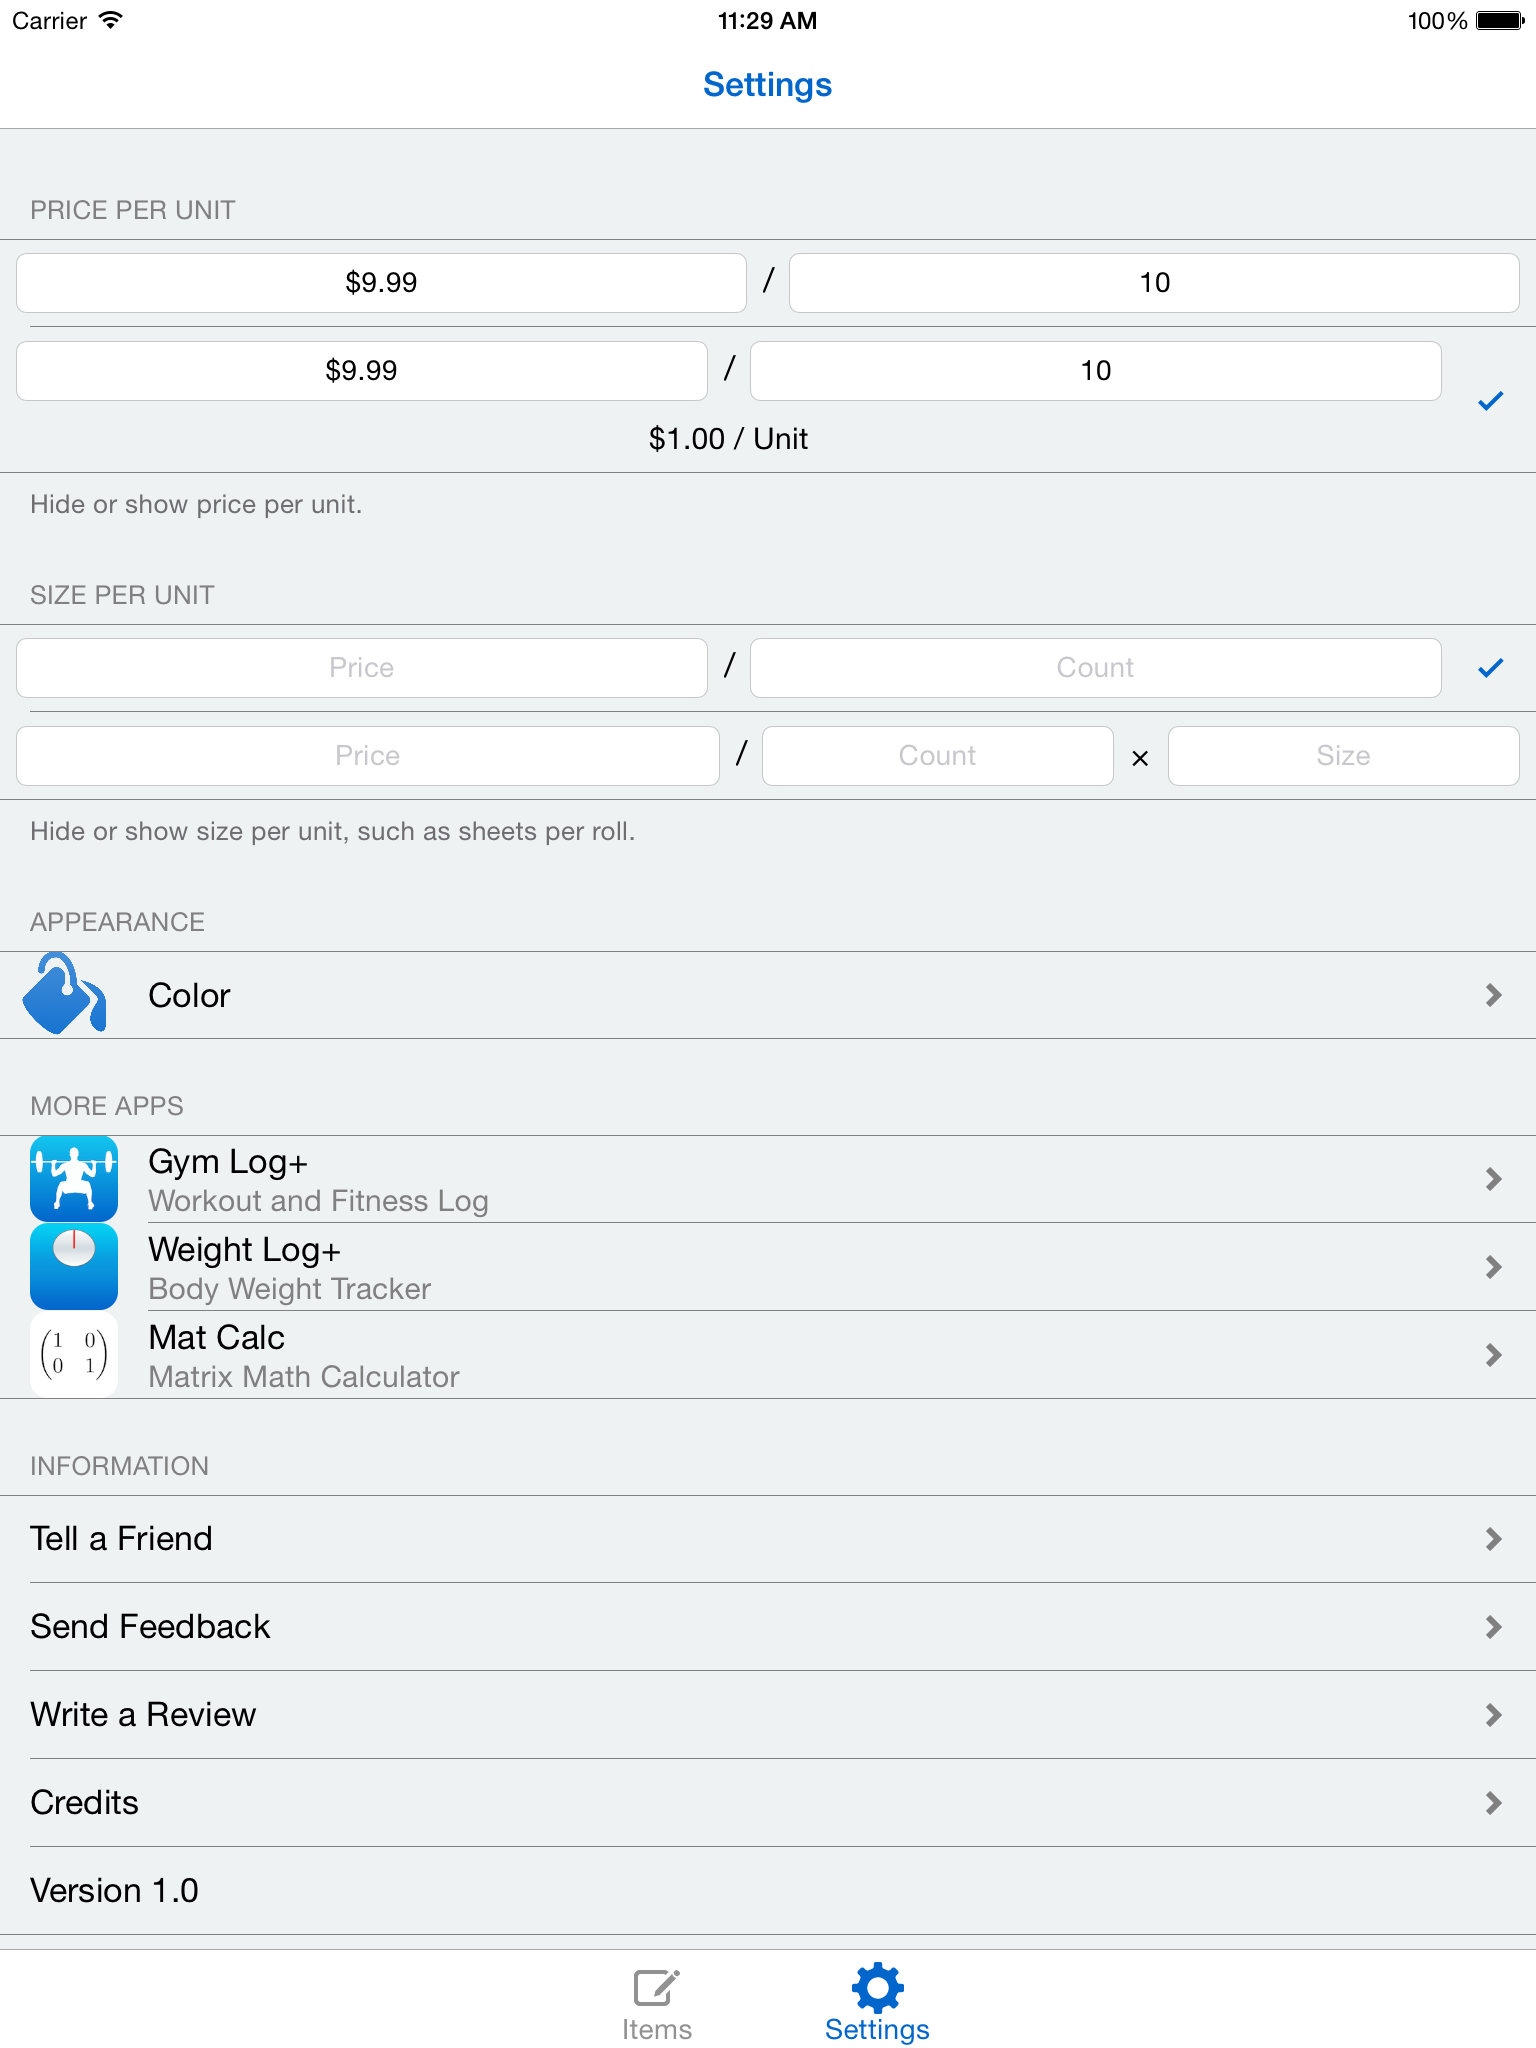 Carrier 11:29 AM 100%
Settings
PRICE PER UNIT
$9.99 / 10
$9.99 / 10
$1.00 / Unit
Hide or show price per unit.
SIZE PER UNIT
Price / Count
Price / Count × Size
Hide or show size per unit, such as sheets per roll.
APPEARANCE
Color
MORE APPS
Gym Log+
Workout and Fitness Log
Weight Log+
Body Weight Tracker
1 0
0 1
Mat Calc
Matrix Math Calculator
INFORMATION
Tell a Friend
Send Feedback
Write a Review
Credits
Version 1.0
Items Settings